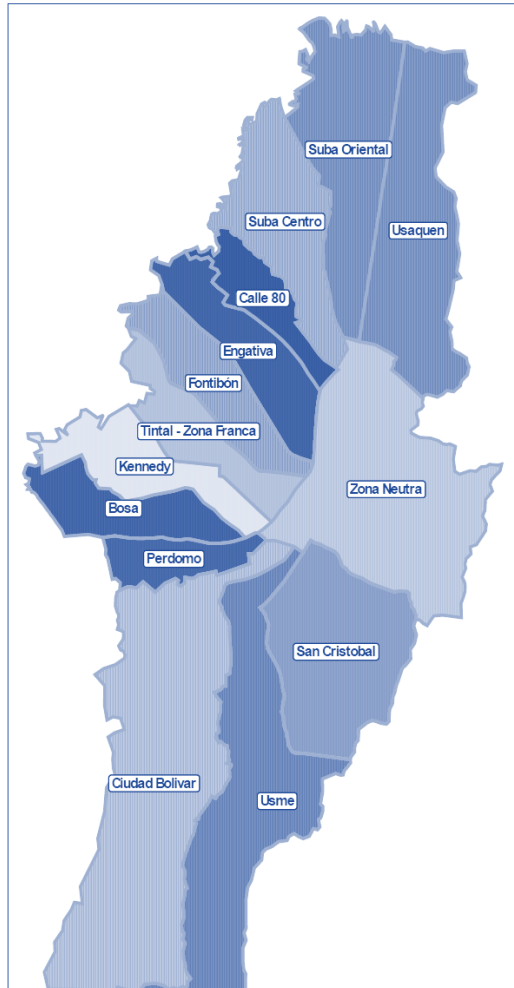 Suba Oriental
Suba Centro
Usaquen
Calle 80
Engativa
Fontibón
Tintal - Zona Franca
Kennedy
Zona Neutra
Bosa
Perdomo
San Cristobal
Ciudad Bolivar
Usme